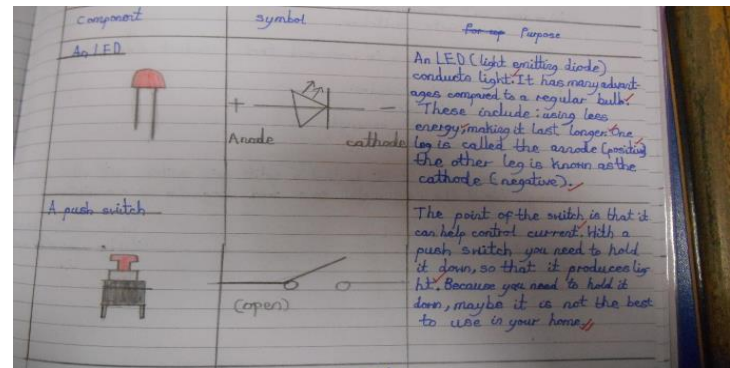 Component
symbol
Purpose
An LED
+
-
Anode
cathode
An LED (light emitting diode)
conducts light. It has many advant-
ages compared to a regular bulb.
These include: using less
energy, making it last longer. One
leg is called the annode (positive)
the other leg is known as the
cathode (negative).
A push switch
(open)
The point of the switch is that it
can help control current. With a
push switch you need to hold
it down, so that it produces lig
ht. Because you need to hold it
down, maybe it is not the best
to use in your home.